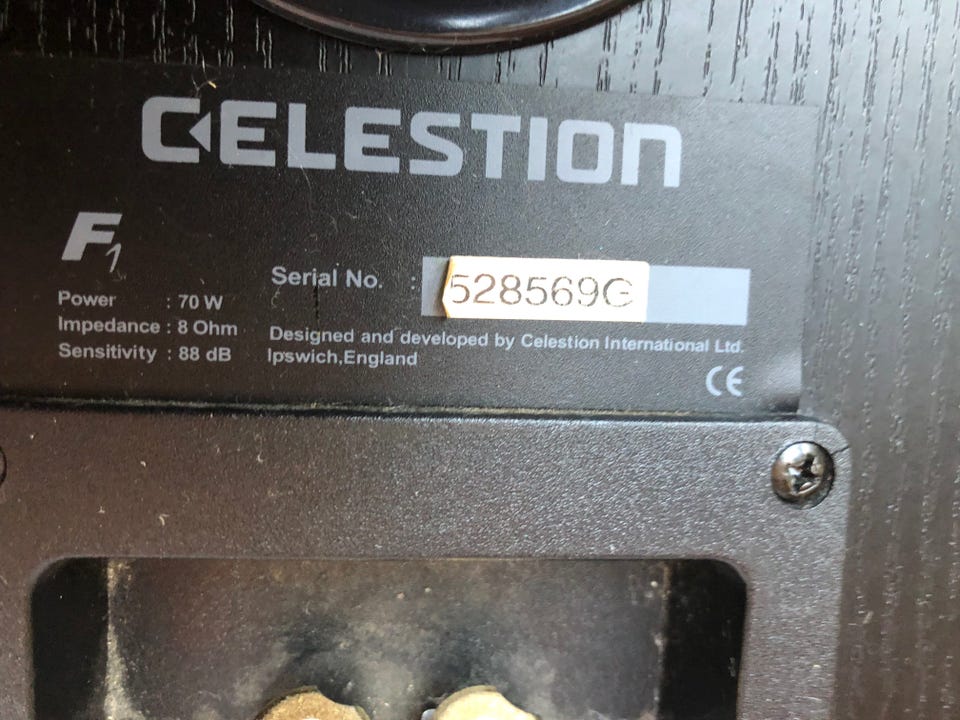 CELESTION
F1
Power : 70 W
Impedance : 8 Ohm
Sensitivity : 88 dB
Serial No. : 528569G
Designed and developed by Celestion International Ltd.
Ipswich,England
CE